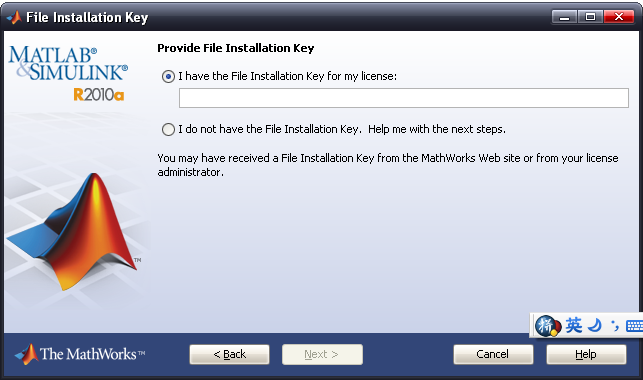 File Installation Key
MATLAB®
&SIMULINK®
R2010a
Provide File Installation Key
I have the File Installation Key for my license:
I do not have the File Installation Key. Help me with the next steps.
You may have received a File Installation Key from the MathWorks Web site or from your license
administrator.
TM
拼 英
The MathWorks™
< Back
Next >
Cancel
Help